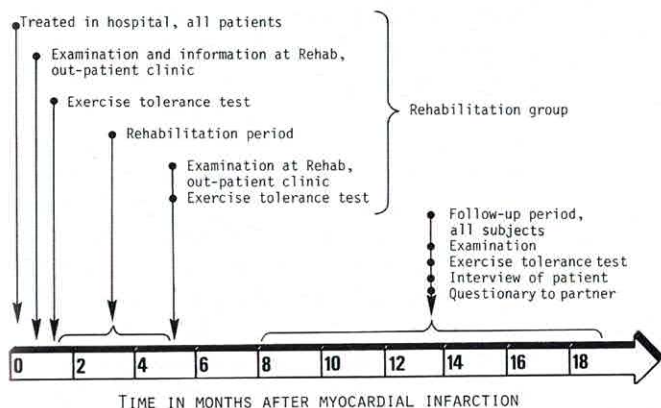 Treated in hospital, all patients
Examination and information at Rehab,
out-patient clinic
Exercise tolerance test
Rehabilitation group
Rehabilitation period
Examination at Rehab,
out-patient clinic
Exercise tolerance test
Follow-up period,
all subjects
Examination
Exercise tolerance test
Interview of patient
Questionary to partner
0 2 4 6 8 10 12 14 16 18
TIME IN MONTHS AFTER MYOCARDIAL INFARCTION